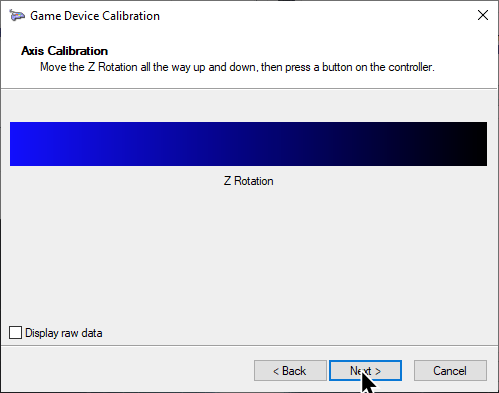 Game Device Calibration
Axis Calibration
Move the Z Rotation all the way up and down, then press a button on the controller.
Z Rotation
Display raw data
< Back Next > Cancel